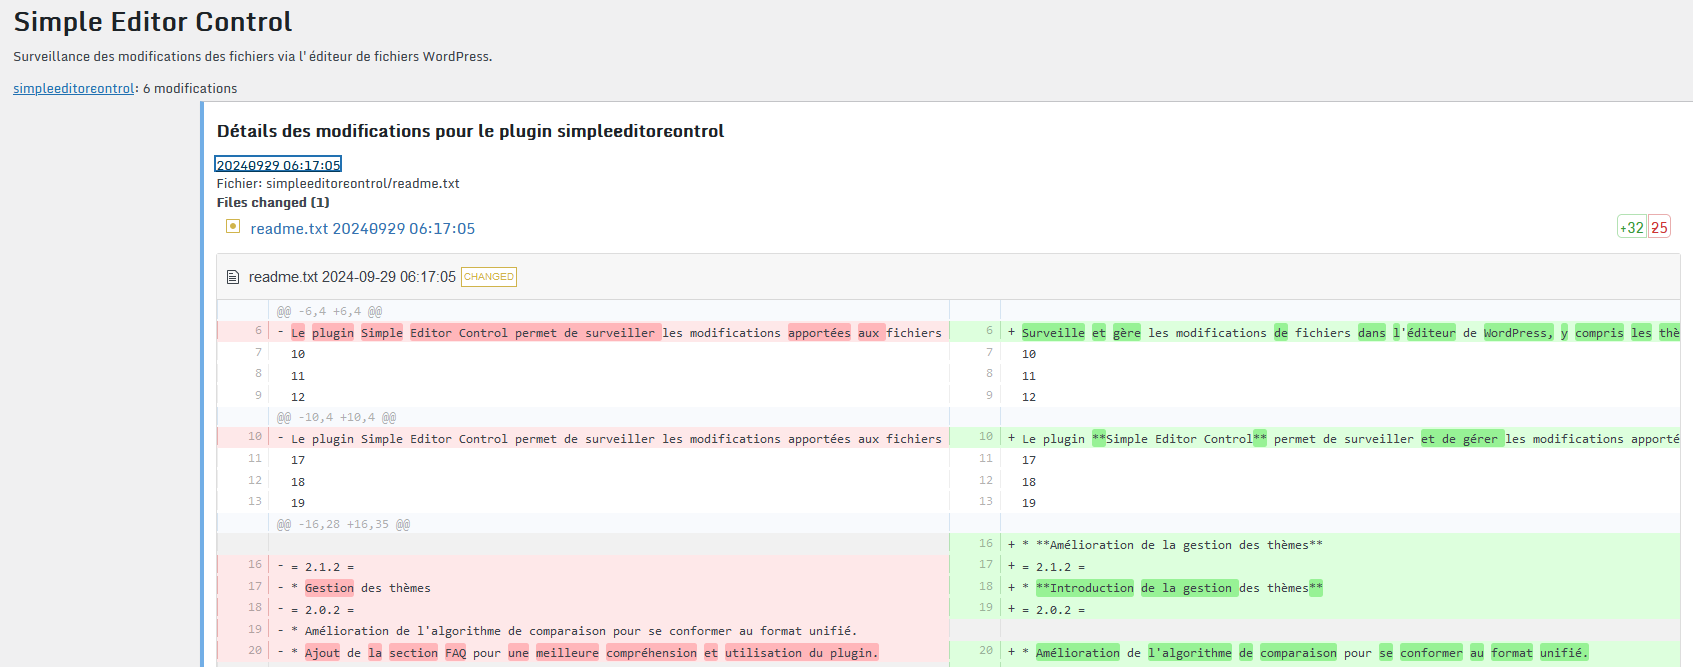 Simple Editor Control
Surveillance des modifications des fichiers via l'éditeur de fichiers WordPress.
simpleeditorcontrol: 6 modifications
Détails des modifications pour le plugin simpleeditorcontrol
20240929 06:17:05
Fichier: simpleeditorcontrol/readme.txt
Files changed (1)
readme.txt 20240929 06:17:05 +32 25
readme.txt 2024-09-29 06:17:05 CHANGED
@@ -6,4 +6,4 @@
6 - Le plugin Simple Editor Control permet de surveiller les modifications apportées aux fichiers 6 + Surveille et gère les modifications de fichiers dans l'éditeur de WordPress, y compris les thè
7 10 7 10
8 11 8 11
9 12 9 12
@@ -10,4 +10,4 @@
10 - Le plugin Simple Editor Control permet de surveiller les modifications apportées aux fichiers 10 + Le plugin **Simple Editor Control** permet de surveiller et de gérer les modifications apporté
11 17 11 17
12 18 12 18
13 19 13 19
@@ -16,28 +16,35 @@
16 + * **Amélioration de la gestion des thèmes**
16 - = 2.1.2 = 17 + = 2.1.2 =
17 - * Gestion des thèmes 18 + * **Introduction de la gestion des thèmes**
18 - = 2.0.2 = 19 + = 2.0.2 =
19 - * Amélioration de l'algorithme de comparaison pour se conformer au format unifié.
20 - * Ajout de la section FAQ pour une meilleure compréhension et utilisation du plugin. 20 + * Amélioration de l'algorithme de comparaison pour se conformer au format unifié.